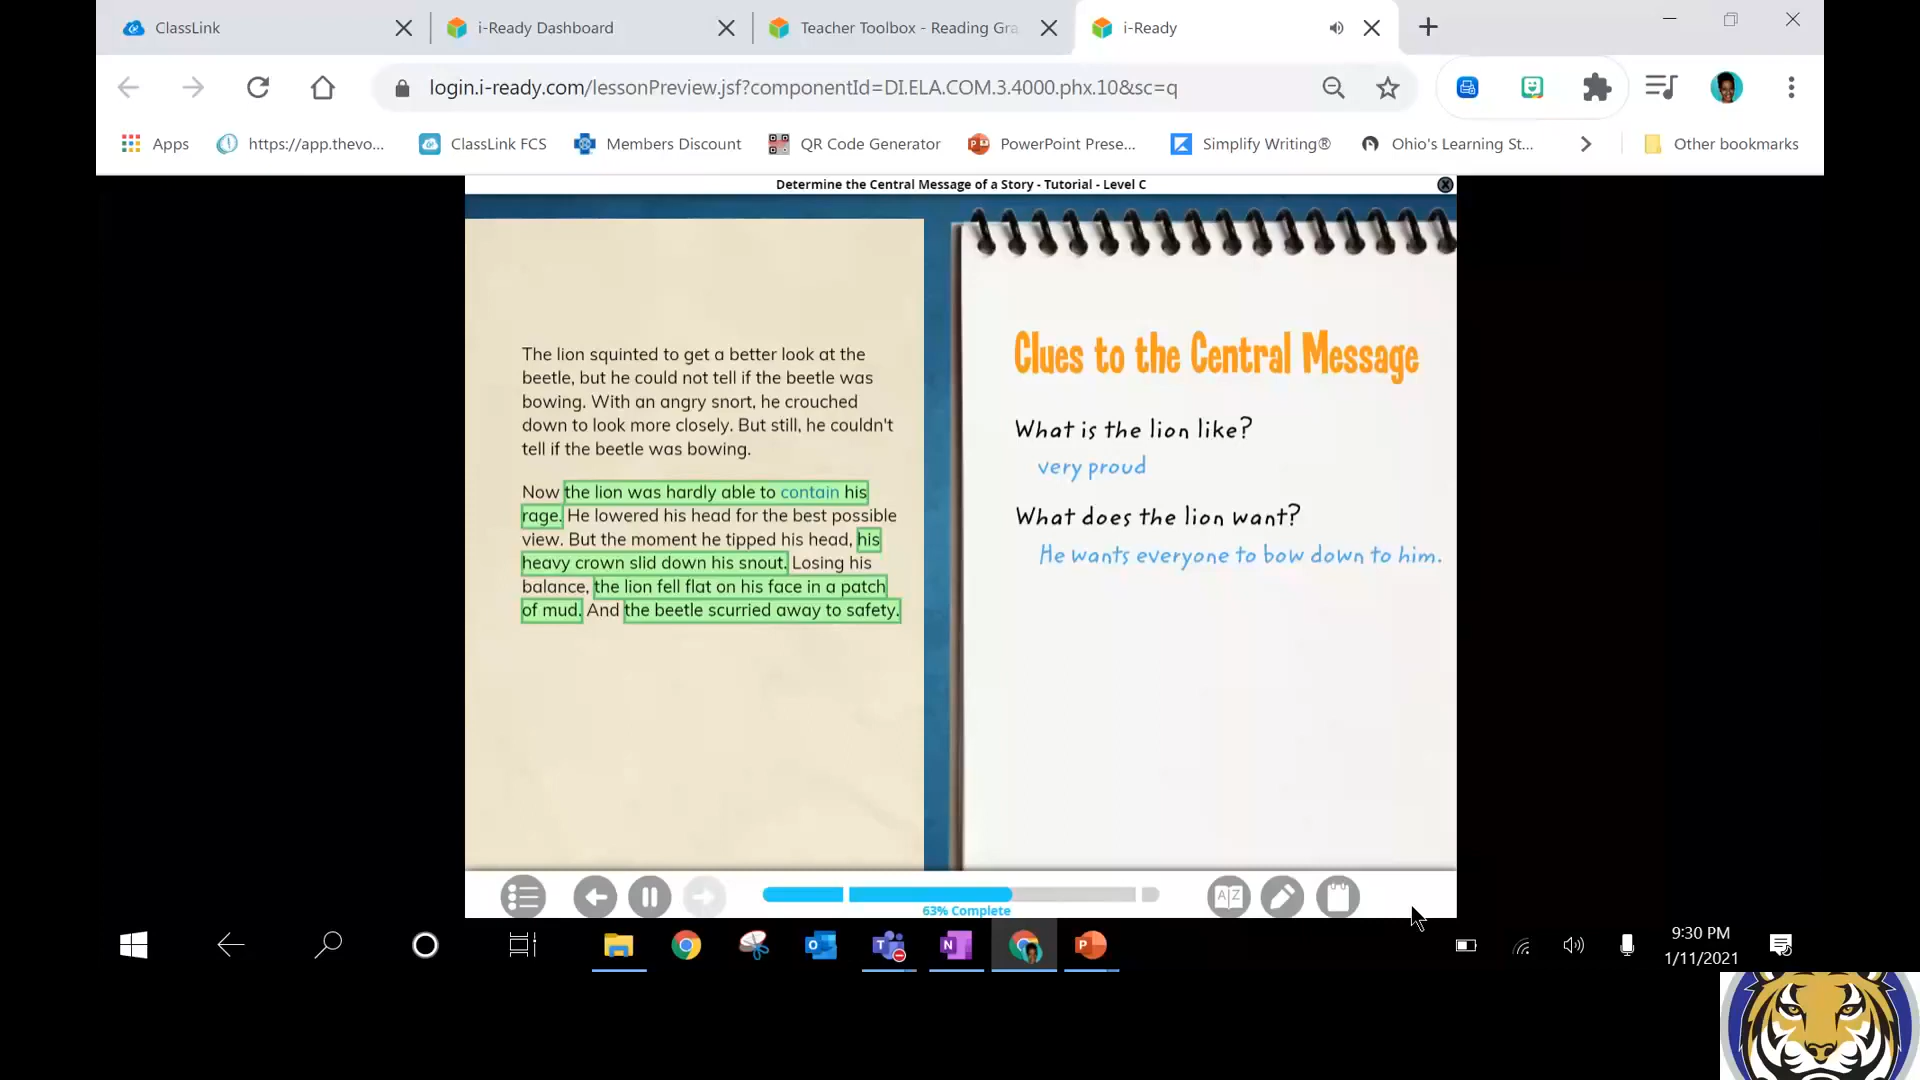 ClassLink
i-Ready Dashboard
Teacher Toolbox - Reading Gra
i-Ready
login.i-ready.com/lessonPreview.jsf?componentId=DI.ELA.COM.3.4000.phx.10&sc=q
Apps
https://app.thevo...
ClassLink FCS
Members Discount
QR Code Generator
PowerPoint Prese...
Simplify Writing®
Ohio's Learning St...
Other bookmarks
Determine the Central Message of a Story - Tutorial - Level C
The lion squinted to get a better look at the
beetle, but he could not tell if the beetle was
bowing. With an angry snort, he crouched
down to look more closely. But still, he couldn't
tell if the beetle was bowing.
Now the lion was hardly able to contain his
rage. He lowered his head for the best possible
view. But the moment he tipped his head, his
heavy crown slid down his snout. Losing his
balance, the lion fell flat on his face in a patch
of mud. And the beetle scurried away to safety.
Clues to the Central Message
What is the lion like?
very proud
What does the lion want?
He wants everyone to bow down to him.
63% Complete
A Z
9:30 PM
1/11/2021